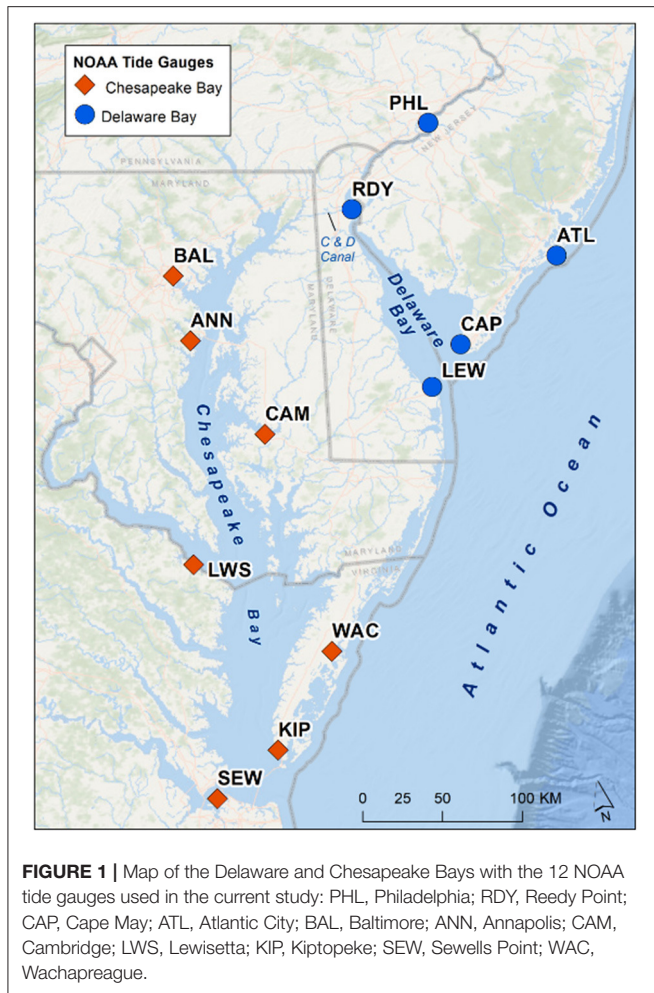 NOAA Tide Gauges
Chesapeake Bay
Delaware Bay
PHL
NEW JERSEY
PENNSYLVANIA
MARYLAND
RDY
C & D
Canal
ATL
BAL
MARYLAND
DELAWARE
Delaware
Bay
ANN
CAP
LEW
CAM
Chesapeake
Atlantic Ocean
LWS
MARYLAND
VIRGINIA
Bay
WAC
KIP
SEW
0 25 50 100 KM
N
FIGURE 1 | Map of the Delaware and Chesapeake Bays with the 12 NOAA
tide gauges used in the current study: PHL, Philadelphia; RDY, Reedy Point;
CAP, Cape May; ATL, Atlantic City; BAL, Baltimore; ANN, Annapolis; CAM,
Cambridge; LWS, Lewisetta; KIP, Kiptopeke; SEW, Sewells Point; WAC,
Wachapreague.